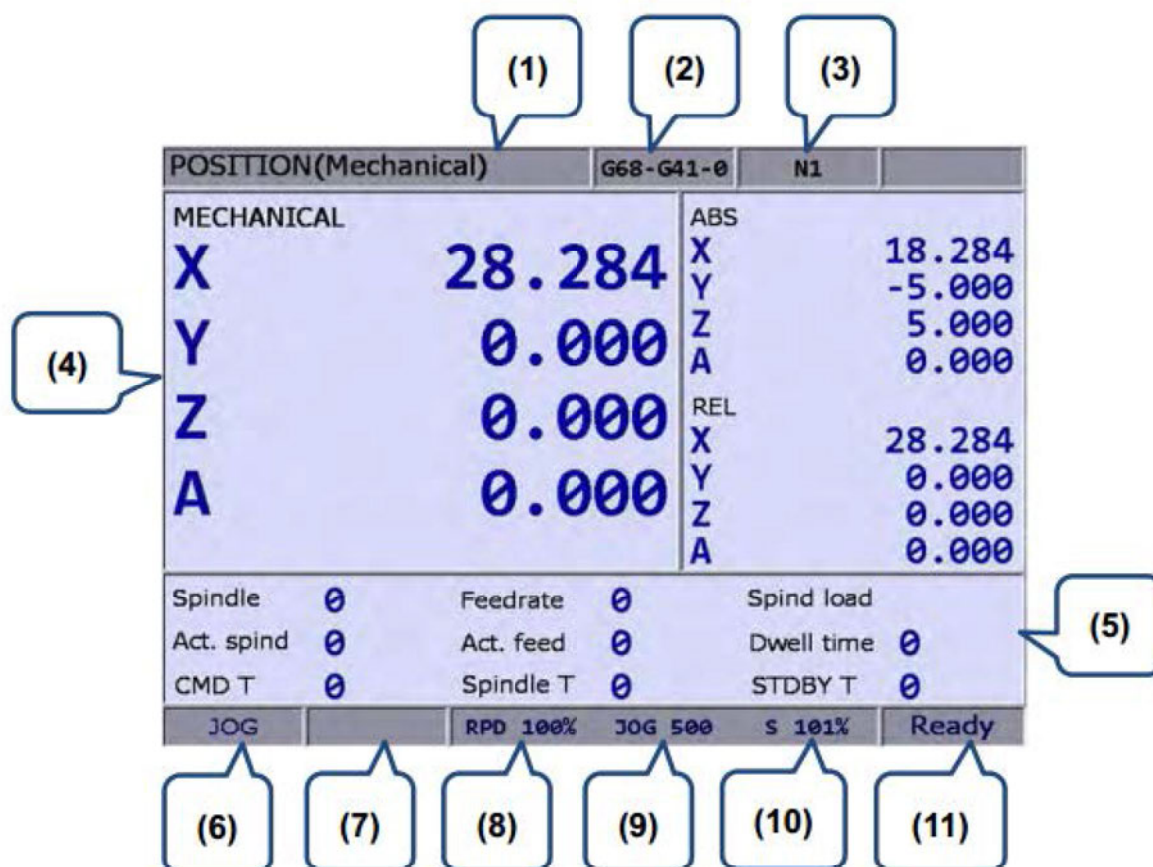 (1) (2) (3)
POSITION(Mechanical) G68-G41-0 N1
MECHANICAL
X 28.284
Y 0.000
Z 0.000
A 0.000
ABS
X 18.284
Y -5.000
Z 5.000
A 0.000
REL
X 28.284
Y 0.000
Z 0.000
A 0.000
(4)
Spindle 0 Feedrate 0 Spind load
Act. spind 0 Act. feed 0 Dwell time 0
CMD T 0 Spindle T 0 STDBY T 0
(5)
JOG RPD 100% JOG 500 S 101% Ready
(6) (7) (8) (9) (10) (11)